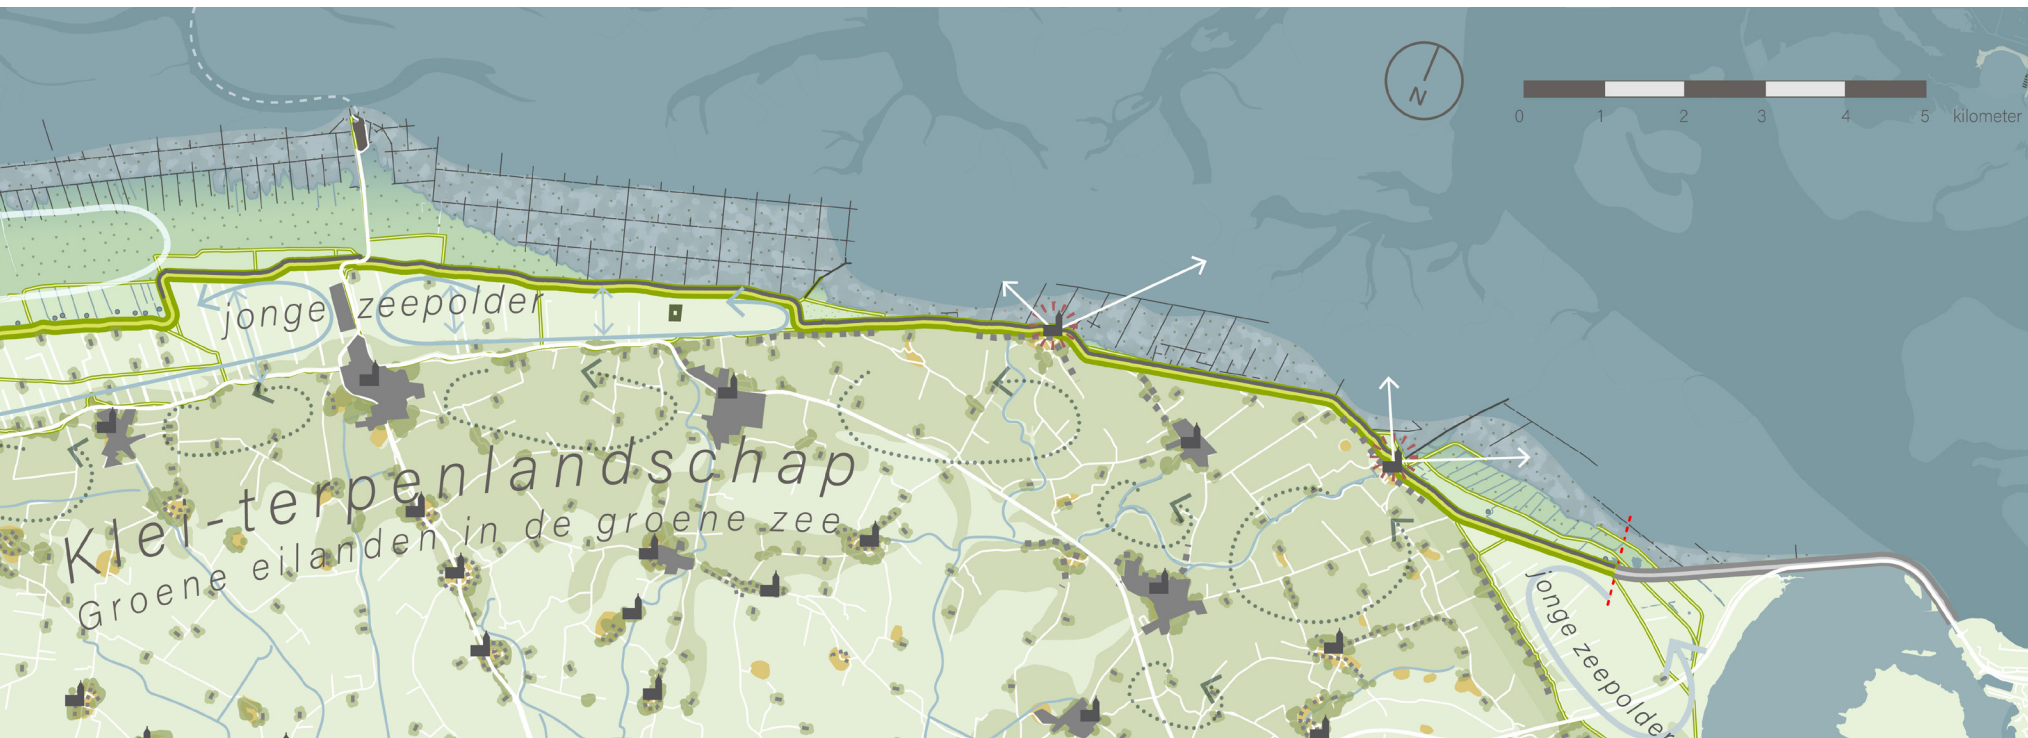 N
0 1 2 3 4 5 kilometer
jonge zeepolder
Klei-terpenlandschap
Groene eilanden in de groene zee
jonge zeepolder